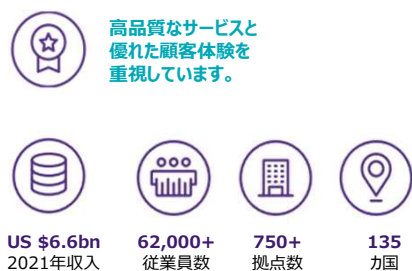 高品質なサービスと
優れた顧客体験を
重視しています。
US $6.6bn
2021年収入
62,000+
従業員数
750+
拠点数
135
カ国